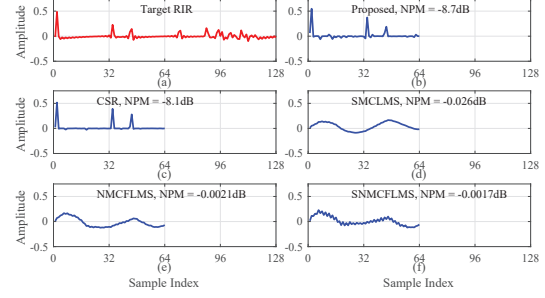 Target RIR
Amplitude
0.5
0
-0.5
0 32 64 96 128
(a)
Proposed, NPM = -8.7dB
0.5
0
-0.5
0 32 64 96 128
(b)
CSR, NPM = -8.1dB
Amplitude
0.5
0
-0.5
0 32 64 96 128
(c)
SMCLMS, NPM = -0.026dB
0.5
0
-0.5
0 32 64 96 128
(d)
NMCFLMS, NPM = -0.0021dB
Amplitude
0.5
0
-0.5
0 32 64 96 128
(e)
Sample Index
SNMCFLMS, NPM = -0.0017dB
0.5
0
-0.5
0 32 64 96 128
(f)
Sample Index